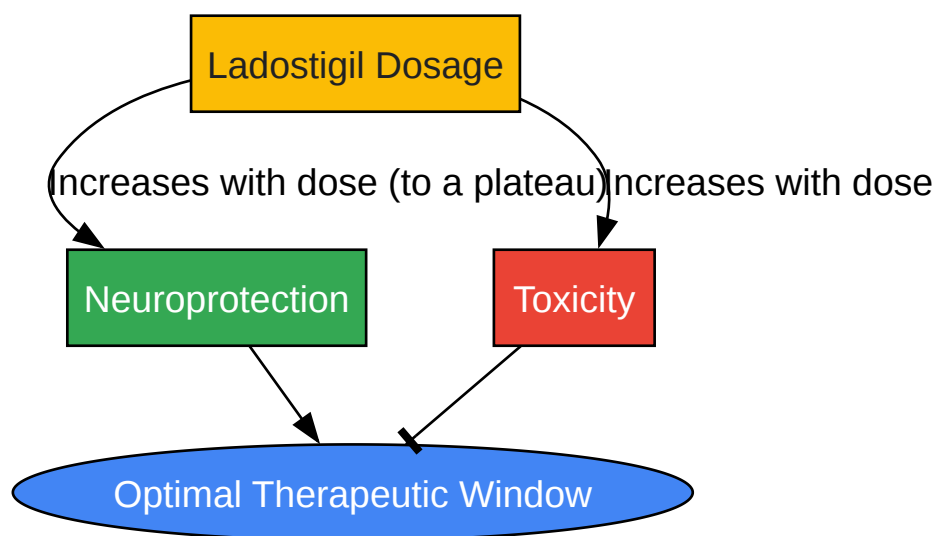 Ladostigil Dosage
Increases with dose (to a plateau)
Increases with dose
Neuroprotection
Toxicity
Optimal Therapeutic Window